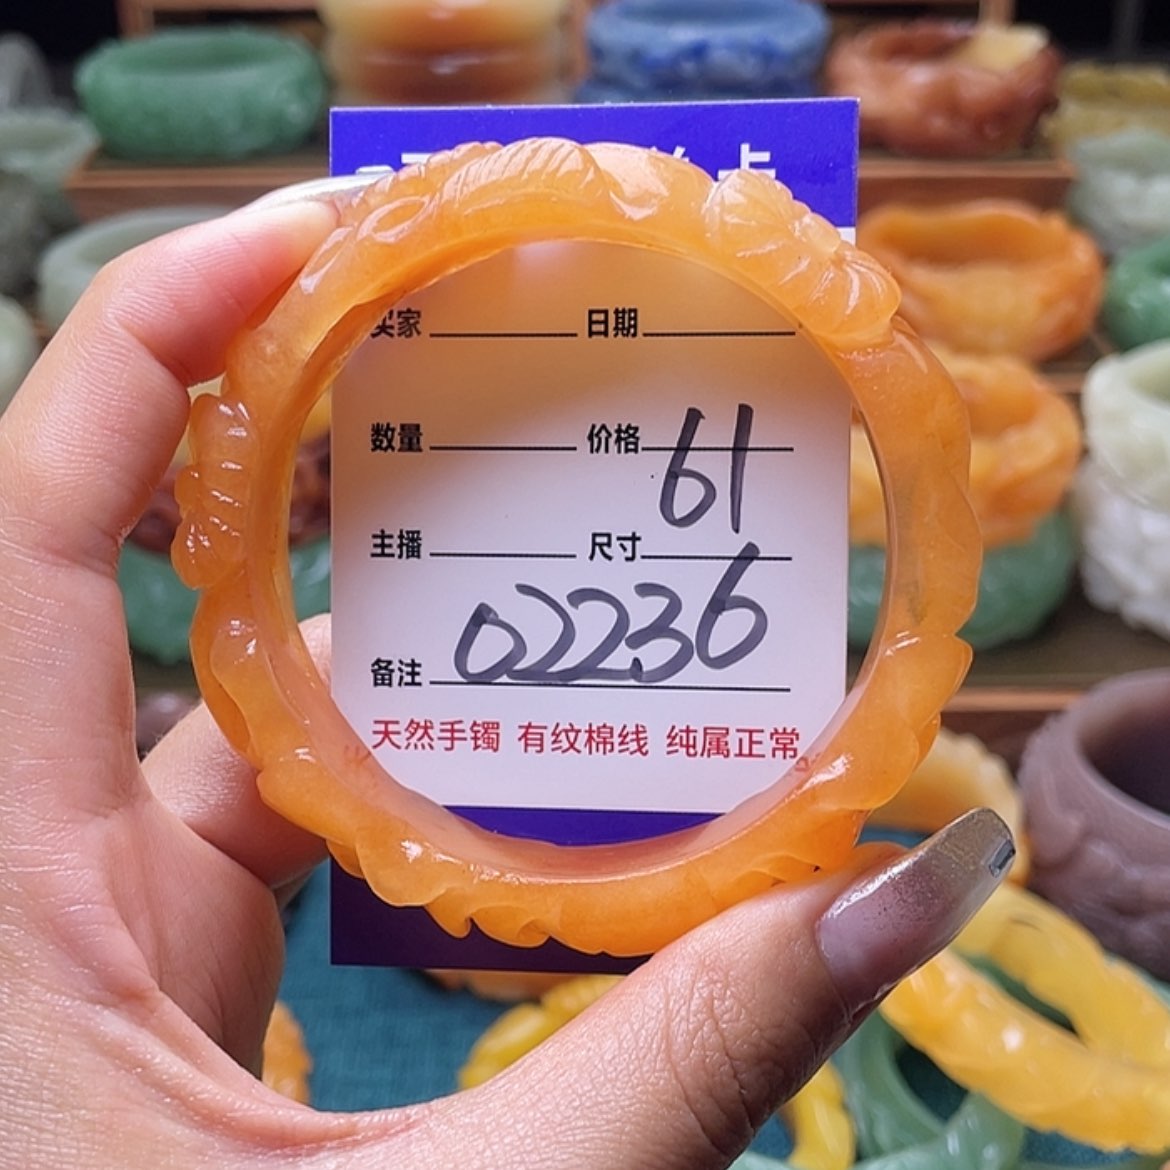 卡
买家 日期
数量 价格 61
主播 尺寸
备注 02236
天然手镯 有纹棉线 纯属正常